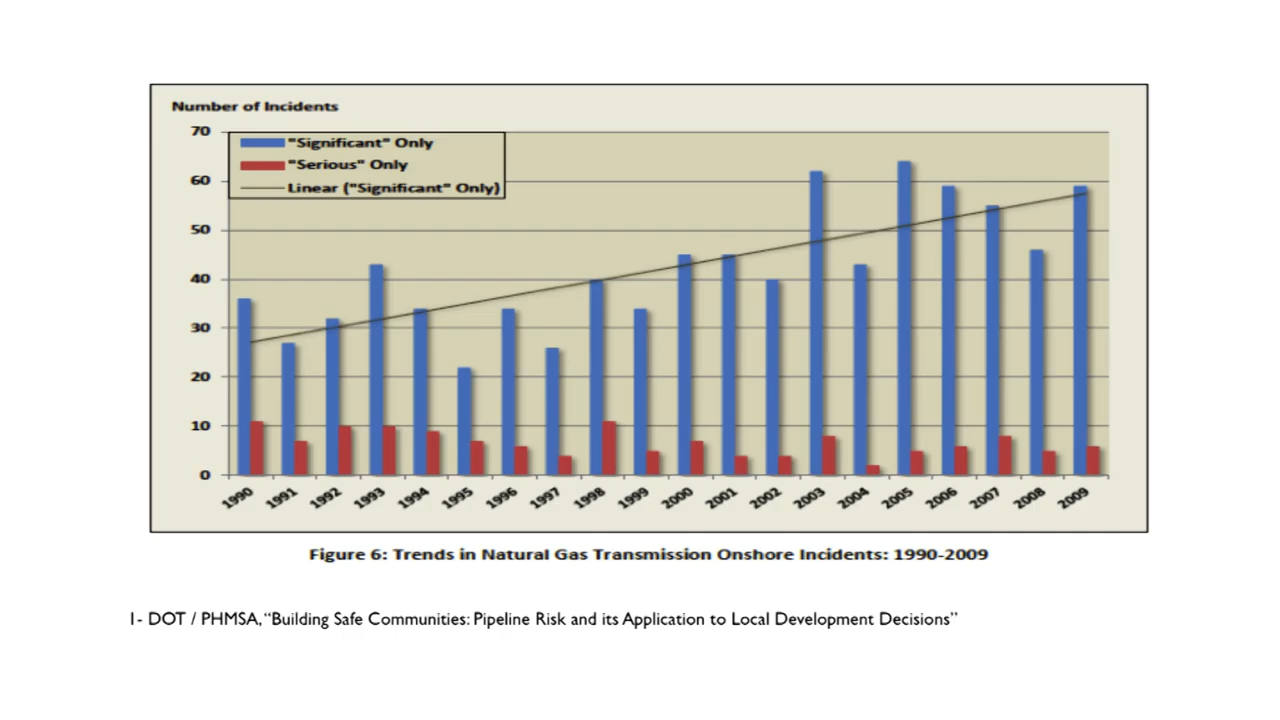 Number of Incidents
70
"Significant" Only
"Serious" Only
60
Linear ("Significant" Only)
50
40
30
20
10
0
1990 1991 1992 1993 1994 1995 1996 1997 1998 1999 2000 2001 2002 2003 2004 2005 2006 2007 2008 2009
Figure 6: Trends in Natural Gas Transmission Onshore Incidents: 1990-2009
1- DOT / PHMSA, “Building Safe Communities: Pipeline Risk and its Application to Local Development Decisions”